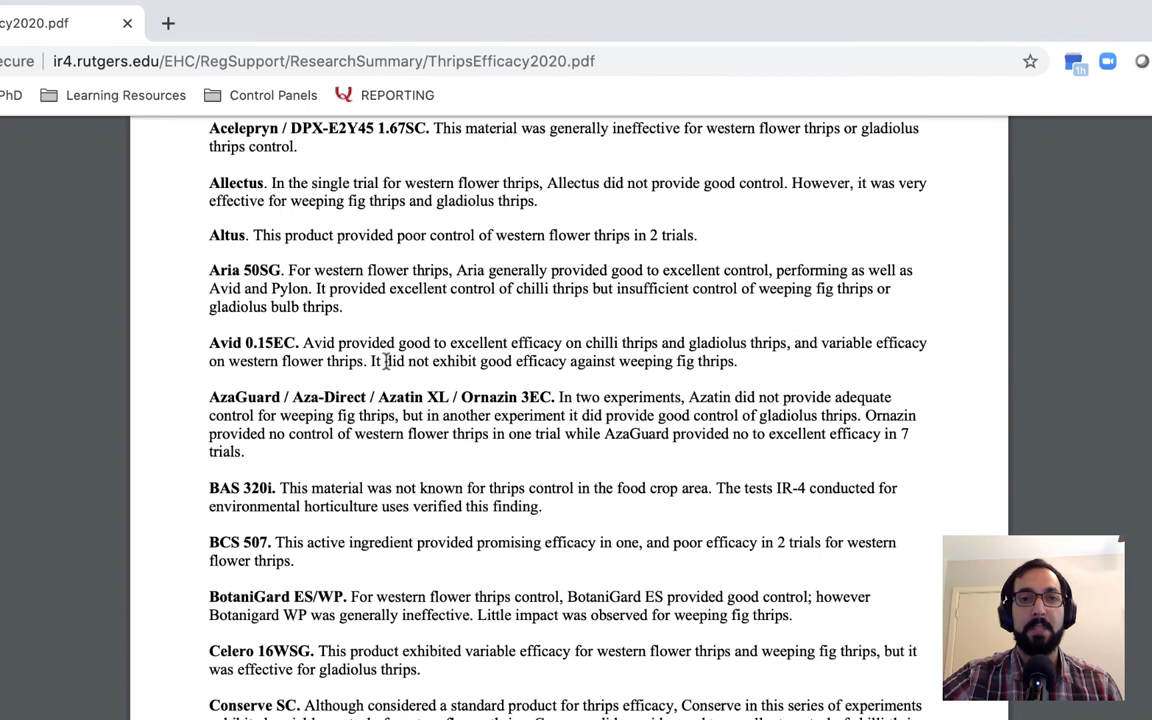 cy2020.pdf
ecure
ir4.rutgers.edu/EHC/RegSupport/ResearchSummary/ThripsEfficacy2020.pdf
1h
PhD
Learning Resources
Control Panels
REPORTING
Acelepryn / DPX-E2Y45 1.67SC. This material was generally ineffective for western flower thrips or gladiolus
thrips control.
Allectus. In the single trial for western flower thrips, Allectus did not provide good control. However, it was very
effective for weeping fig thrips and gladiolus thrips.
Altus. This product provided poor control of western flower thrips in 2 trials.
Aria 50SG. For western flower thrips, Aria generally provided good to excellent control, performing as well as
Avid and Pylon. It provided excellent control of chilli thrips but insufficient control of weeping fig thrips or
gladiolus bulb thrips.
Avid 0.15EC. Avid provided good to excellent efficacy on chilli thrips and gladiolus thrips, and variable efficacy
on western flower thrips. It did not exhibit good efficacy against weeping fig thrips.
AzaGuard / Aza-Direct / Azatin XL / Ornazin 3EC. In two experiments, Azatin did not provide adequate
control for weeping fig thrips, but in another experiment it did provide good control of gladiolus thrips. Ornazin
provided no control of western flower thrips in one trial while AzaGuard provided no to excellent efficacy in 7
trials.
BAS 320i. This material was not known for thrips control in the food crop area. The tests IR-4 conducted for
environmental horticulture uses verified this finding.
BCS 507. This active ingredient provided promising efficacy in one, and poor efficacy in 2 trials for western
flower thrips.
BotaniGard ES/WP. For western flower thrips control, BotaniGard ES provided good control; however
Botanigard WP was generally ineffective. Little impact was observed for weeping fig thrips.
Celero 16WSG. This product exhibited variable efficacy for western flower thrips and weeping fig thrips, but it
was effective for gladiolus thrips.
Conserve SC. Although considered a standard product for thrips efficacy, Conserve in this series of experiments